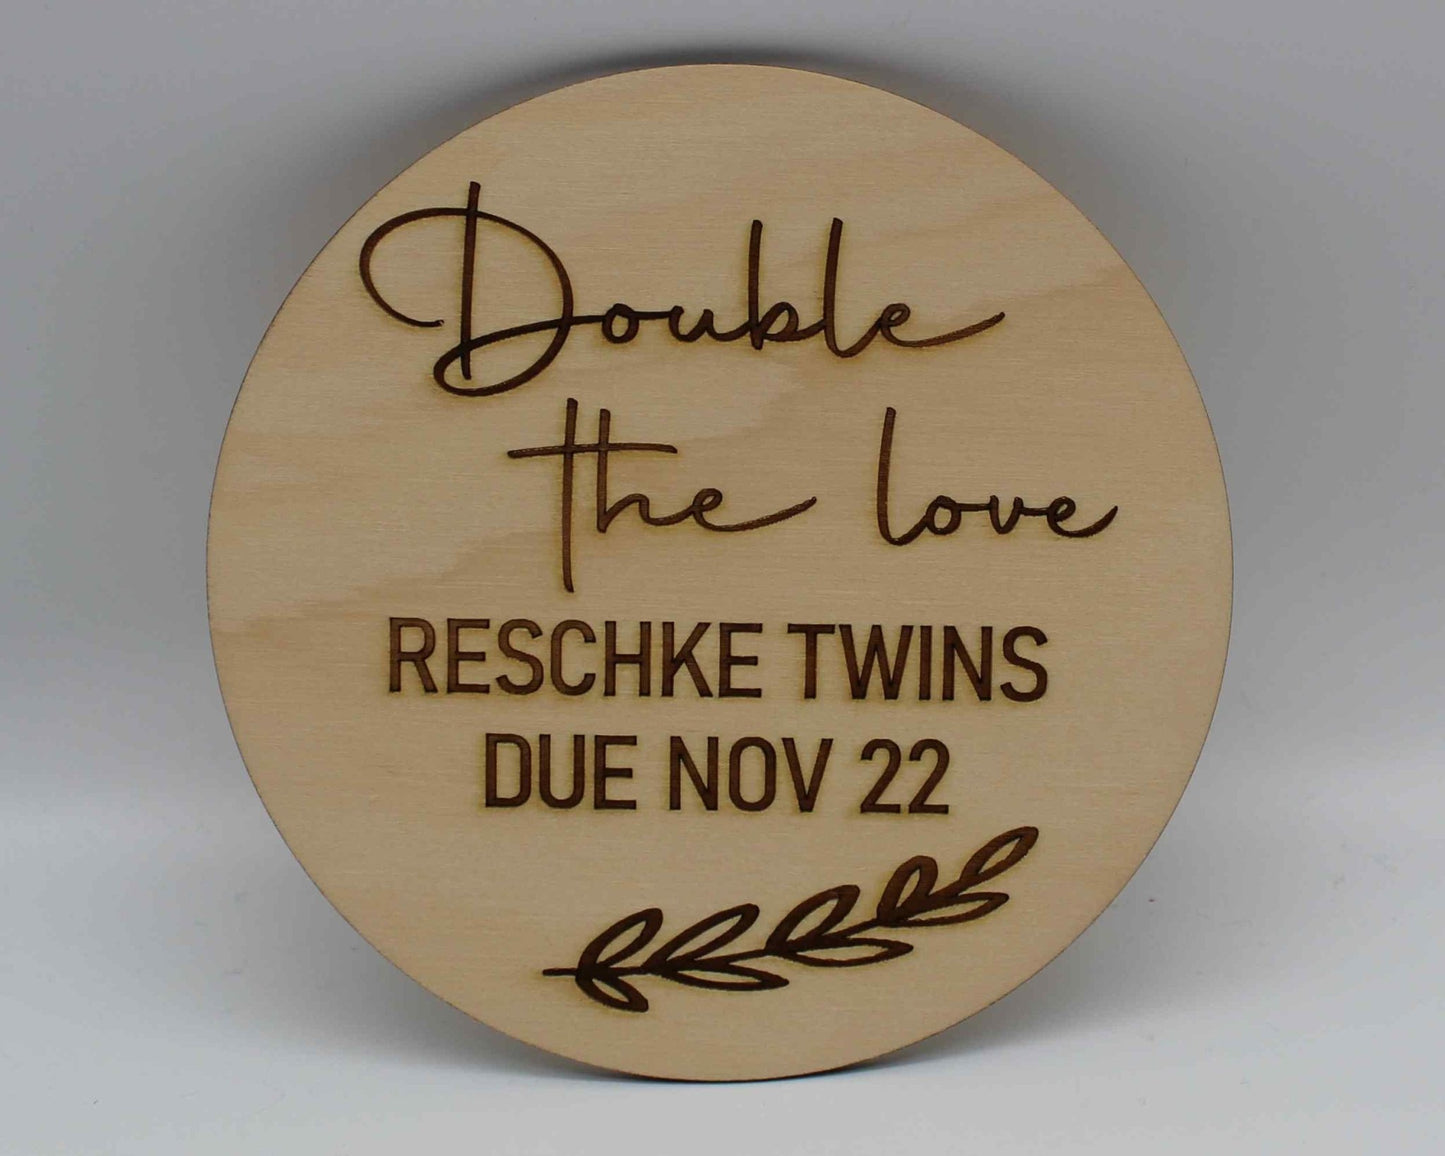 Double
the love
RESCHKE TWINS
DUE NOV 22